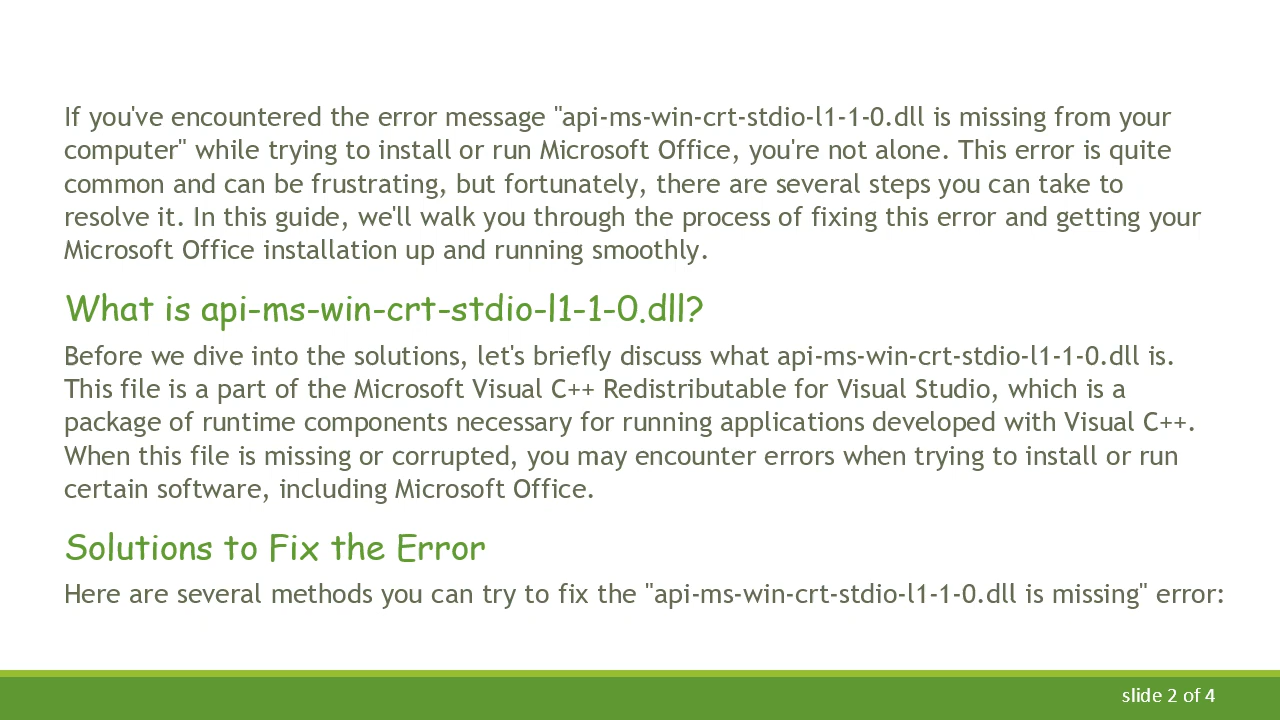 If you've encountered the error message "api-ms-win-crt-stdio-l1-1-0.dll is missing from your
computer" while trying to install or run Microsoft Office, you're not alone. This error is quite
common and can be frustrating, but fortunately, there are several steps you can take to
resolve it. In this guide, we'll walk you through the process of fixing this error and getting your
Microsoft Office installation up and running smoothly.
What is api-ms-win-crt-stdio-l1-1-0.dll?
Before we dive into the solutions, let's briefly discuss what api-ms-win-crt-stdio-l1-1-0.dll is.
This file is a part of the Microsoft Visual C++ Redistributable for Visual Studio, which is a
package of runtime components necessary for running applications developed with Visual C++.
When this file is missing or corrupted, you may encounter errors when trying to install or run
certain software, including Microsoft Office.
Solutions to Fix the Error
Here are several methods you can try to fix the "api-ms-win-crt-stdio-l1-1-0.dll is missing" error:
slide 2 of 4